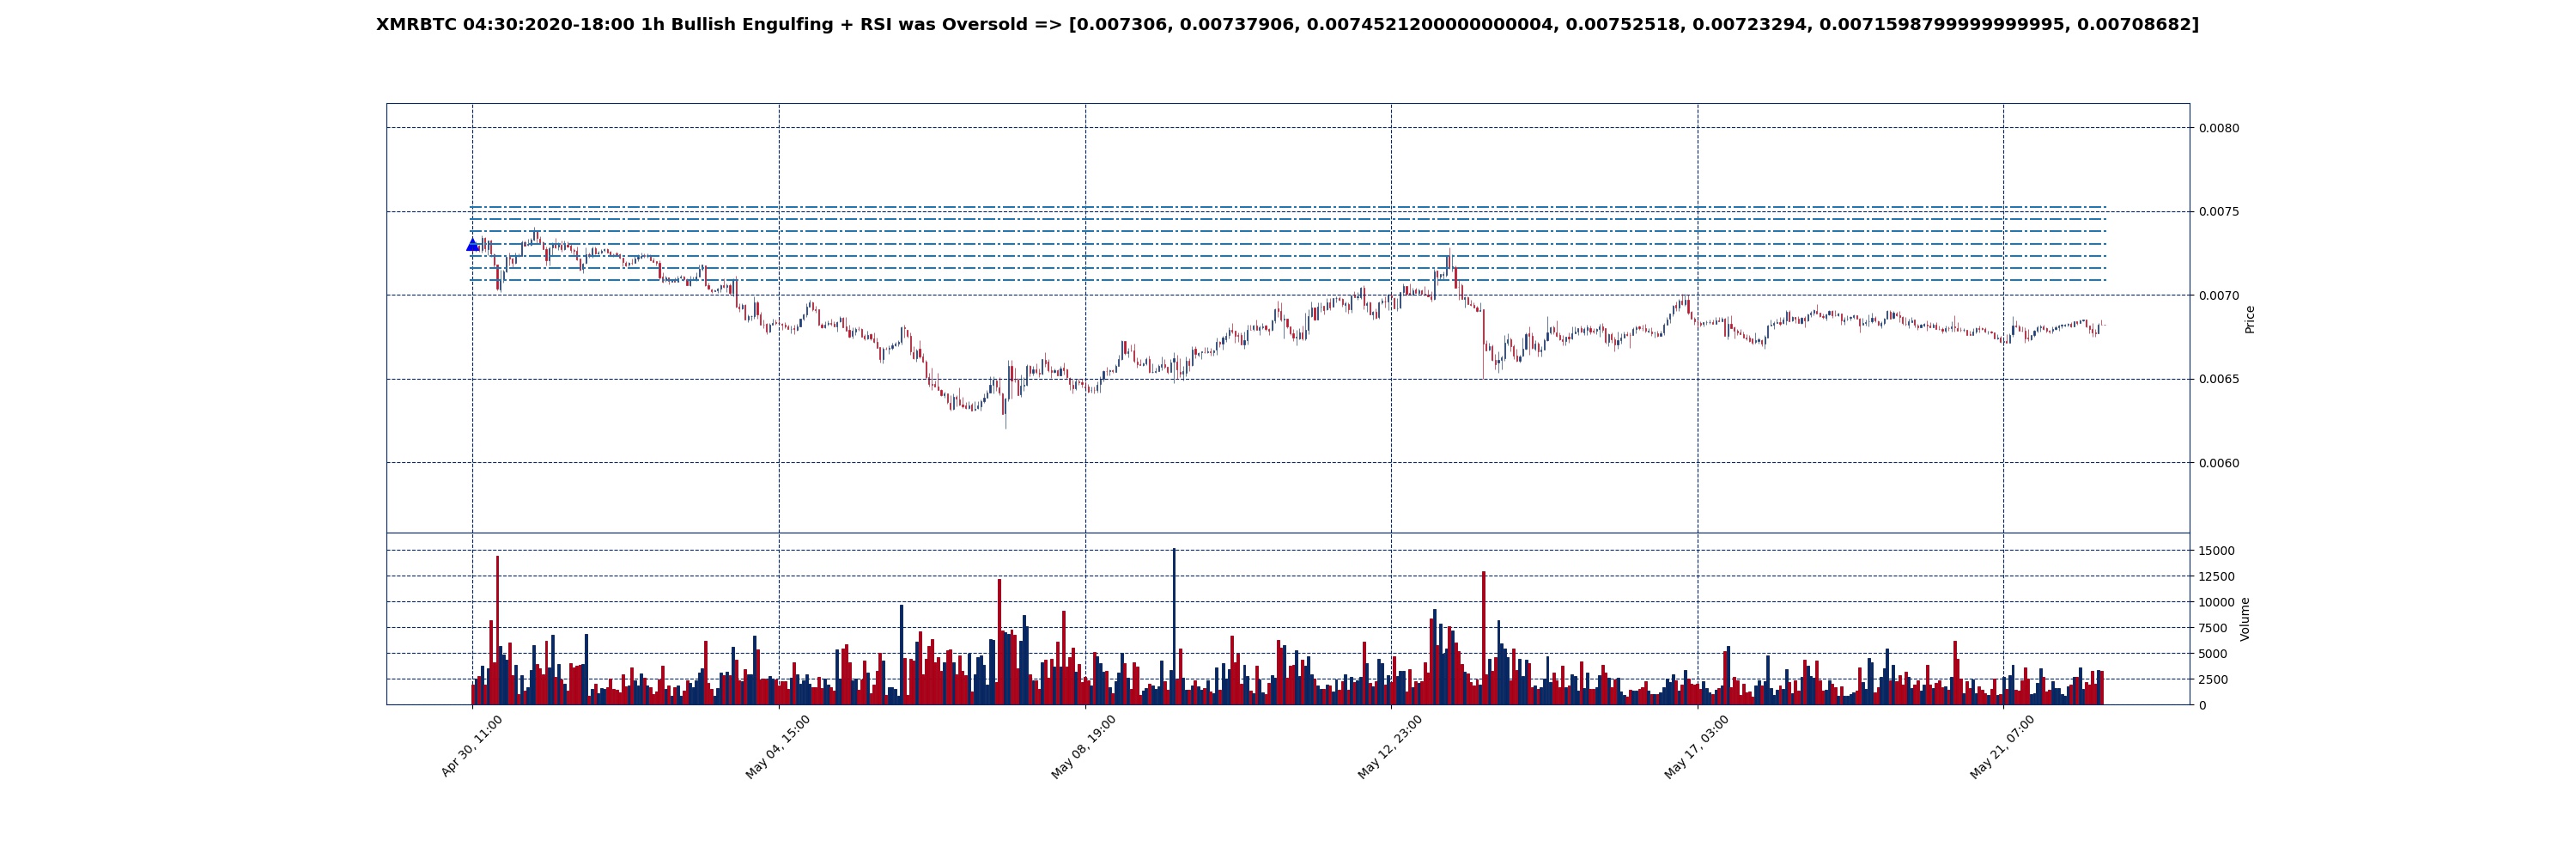 XMRBTC 04:30:2020-18:00 1h Bullish Engulfing + RSI was Oversold => [0.007306, 0.00737906, 0.0074521200000000004, 0.00752518, 0.00723294, 0.0071598799999999995, 0.00708682]
0.0080
0.0075
0.0070
0.0065
0.0060
Price
15000
12500
10000
7500
5000
2500
0
Volume
Apr 30, 11:00
May 04, 15:00
May 08, 19:00
May 12, 23:00
May 17, 03:00
May 21, 07:00